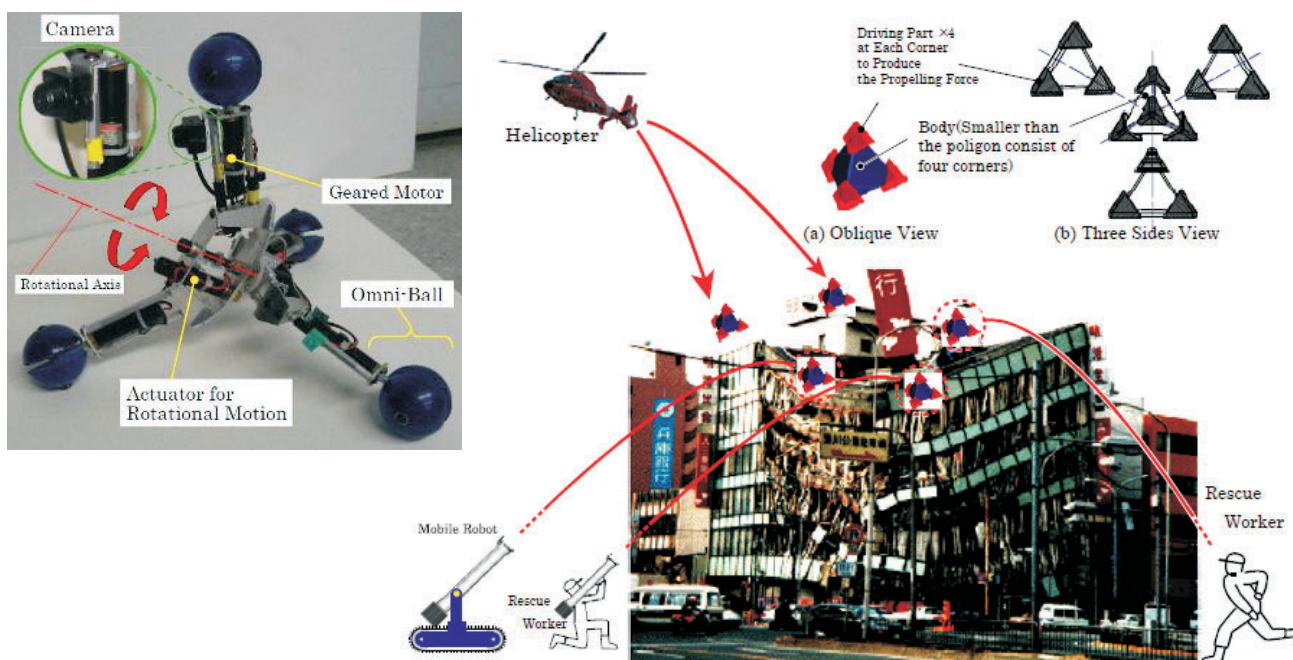 Camera
Geared Motor
Rotational Axis
Omni-Ball
Actuator for
Rotational Motion
Helicopter
Driving Part ×4
at Each Corner
to Produce
the Propelling Force
Body(Smaller than
the poligon consist of
four corners)
(a) Oblique View
(b) Three Sides View
行
Mobile Robot
Rescue
Worker
Rescue
Worker